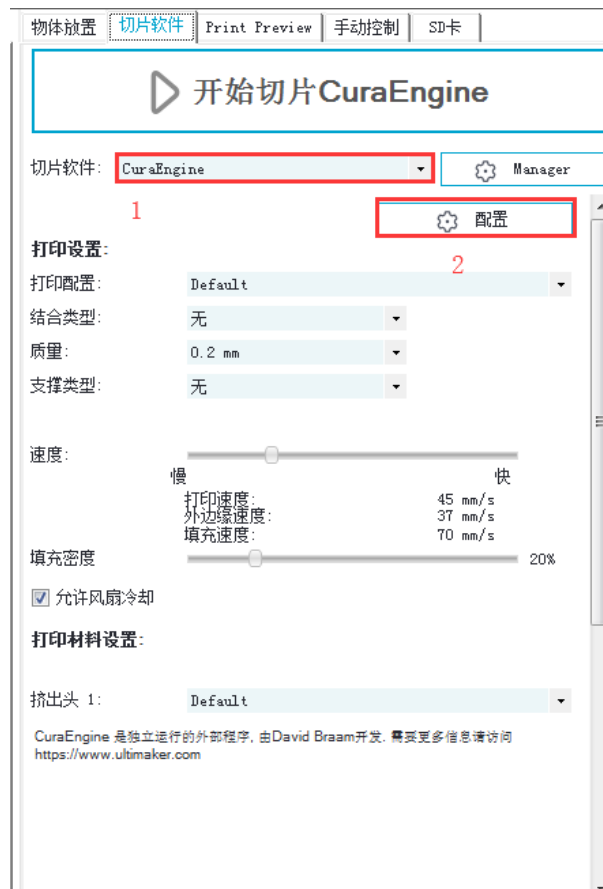 物体放置 切片软件 Print Preview 手动控制 SD卡
开始切片CuraEngine
切片软件: CuraEngine Manager
1
配置
2
打印设置:
打印配置: Default
结合类型: 无
质量: 0.2 mm
支撑类型: 无
速度:
慢 快
打印速度: 45 mm/s
外边缘速度: 37 mm/s
填充速度: 70 mm/s
填充密度 20%
允许风扇冷却
打印材料设置:
挤出头 1: Default
CuraEngine 是独立运行的外部程序, 由David Braam开发. 需要更多信息请访问
https://www.ultimaker.com